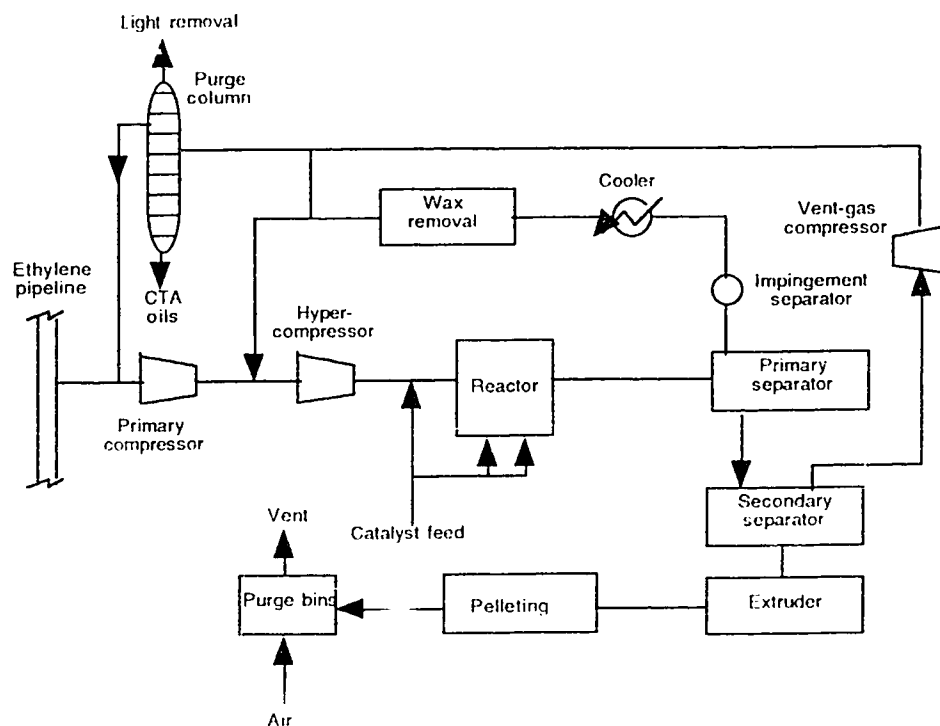 Light removal
Purge
column
Cooler
Wax
removal
Vent-gas
compressor
Ethylene
pipeline
CTA
oils
Hyper-
compressor
Impingement
separator
Reactor
Primary
separator
Primary
compressor
Secondary
separator
Vent
Catalyst feed
Purge bins
Pelleting
Extruder
Air